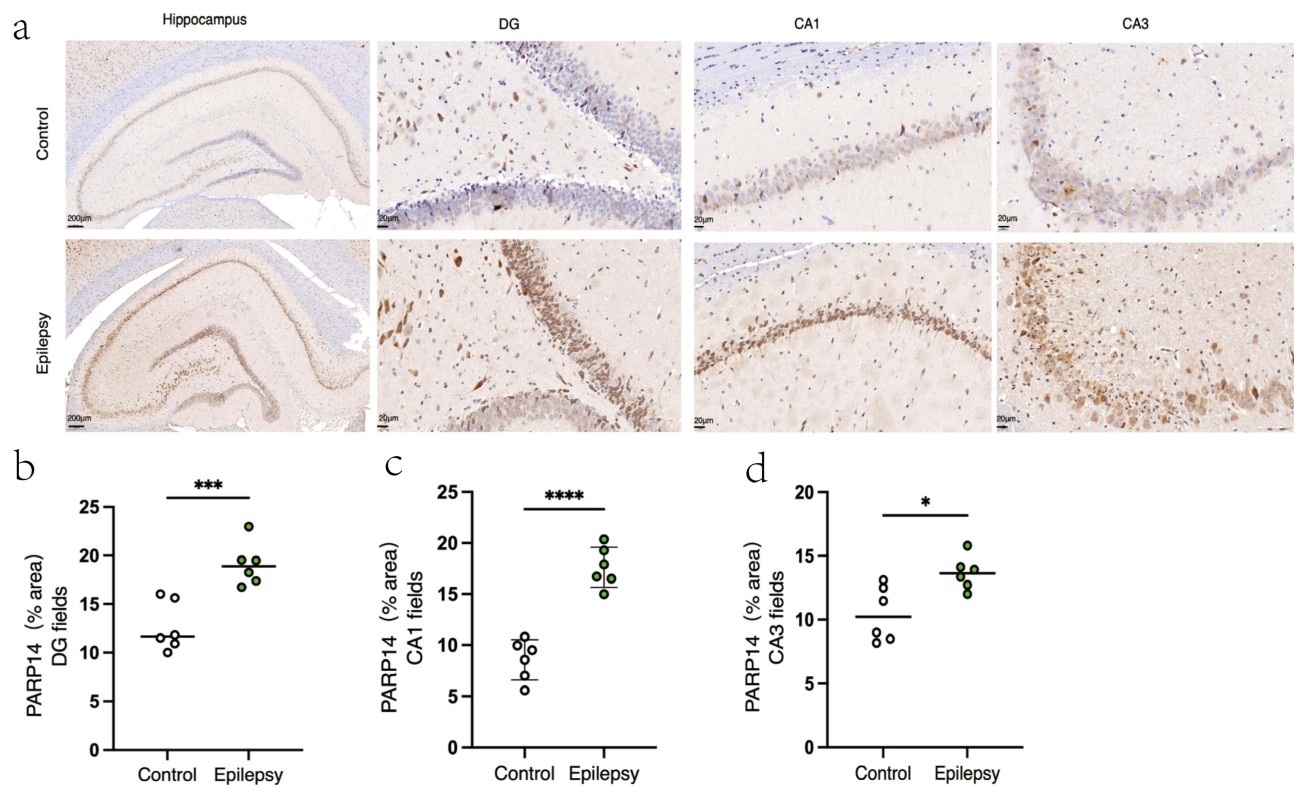 a
Hippocampus
DG
CA1
CA3
Control
200μm
20μm
20μm
20μm
Epilepsy
200μm
20μm
20μm
20μm
b
***
PARP14 (% area)
DG fields
25
20
15
10
5
0
Control
Epilepsy
c
****
PARP14 (% area)
CA1 fields
25
20
15
10
5
0
Control
Epilepsy
d
*
PARP14 (% area)
CA3 fields
20
15
10
5
0
Control
Epilepsy